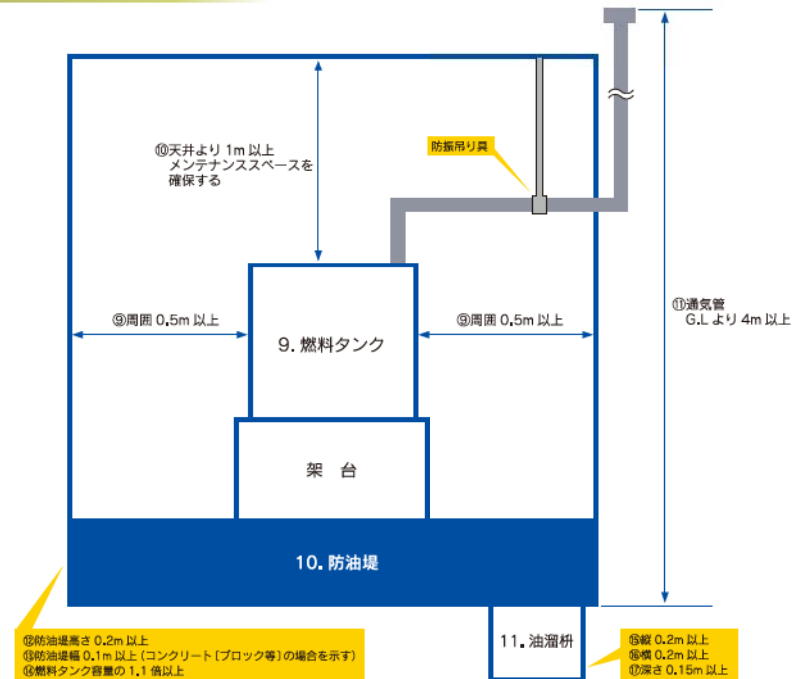 ⑩天井より 1m 以上
メンテナンススペースを
確保する
防振吊り具
⑪通気管
G.L より 4m 以上
⑨周囲 0.5m 以上
⑨周囲 0.5m 以上
9. 燃料タンク
架 台
10. 防油堤
11. 油溜枡
⑫防油堤高さ 0.2m 以上
⑬防油堤幅 0.1m 以上 (コンクリート [ブロック等] の場合を示す)
⑭燃料タンク容量の 1.1 倍以上
⑮縦 0.2m 以上
⑯横 0.2m 以上
⑰深さ 0.15m 以上